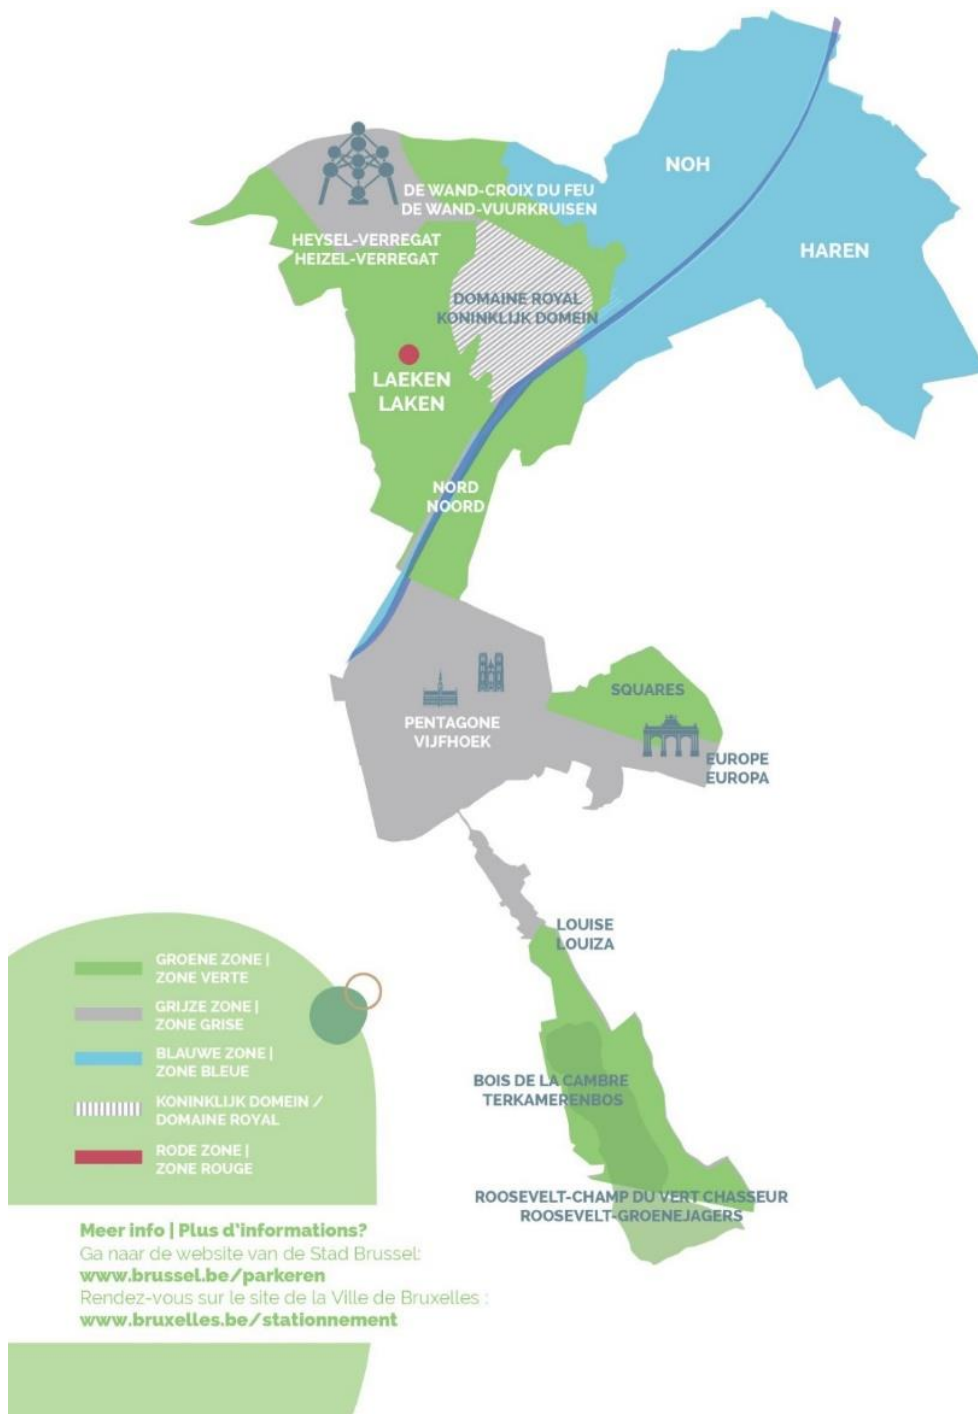 NOH
HAREN
DE WAND-CROIX DU FEU
DE WAND-VUURKRUISEN
HEYSEL-VERREGAT
HEIZEL-VERREGAT
DOMAINE ROYAL
KONINKLIJK DOMEIN
LAEKEN
LAKEN
NORD
NOORD
SQUARES
PENTAGONE
VIJFHOEK
EUROPE
EUROPA
LOUISE
LOUIZA
BOIS DE LA CAMBRE
TERKAMERENBOS
ROOSEVELT-CHAMP DU VERT CHASSEUR
ROOSEVELT-GROENEJAGERS
GROENE ZONE |
ZONE VERTE
GRIJZE ZONE |
ZONE GRISE
BLAUWE ZONE |
ZONE BLEUE
KONINKLIJK DOMEIN /
DOMAINE ROYAL
RODE ZONE |
ZONE ROUGE
Meer info | Plus d'informations?
Ga naar de website van de Stad Brussel:
www.brussel.be/parkeren
Rendez-vous sur le site de la Ville de Bruxelles :
www.bruxelles.be/stationnement